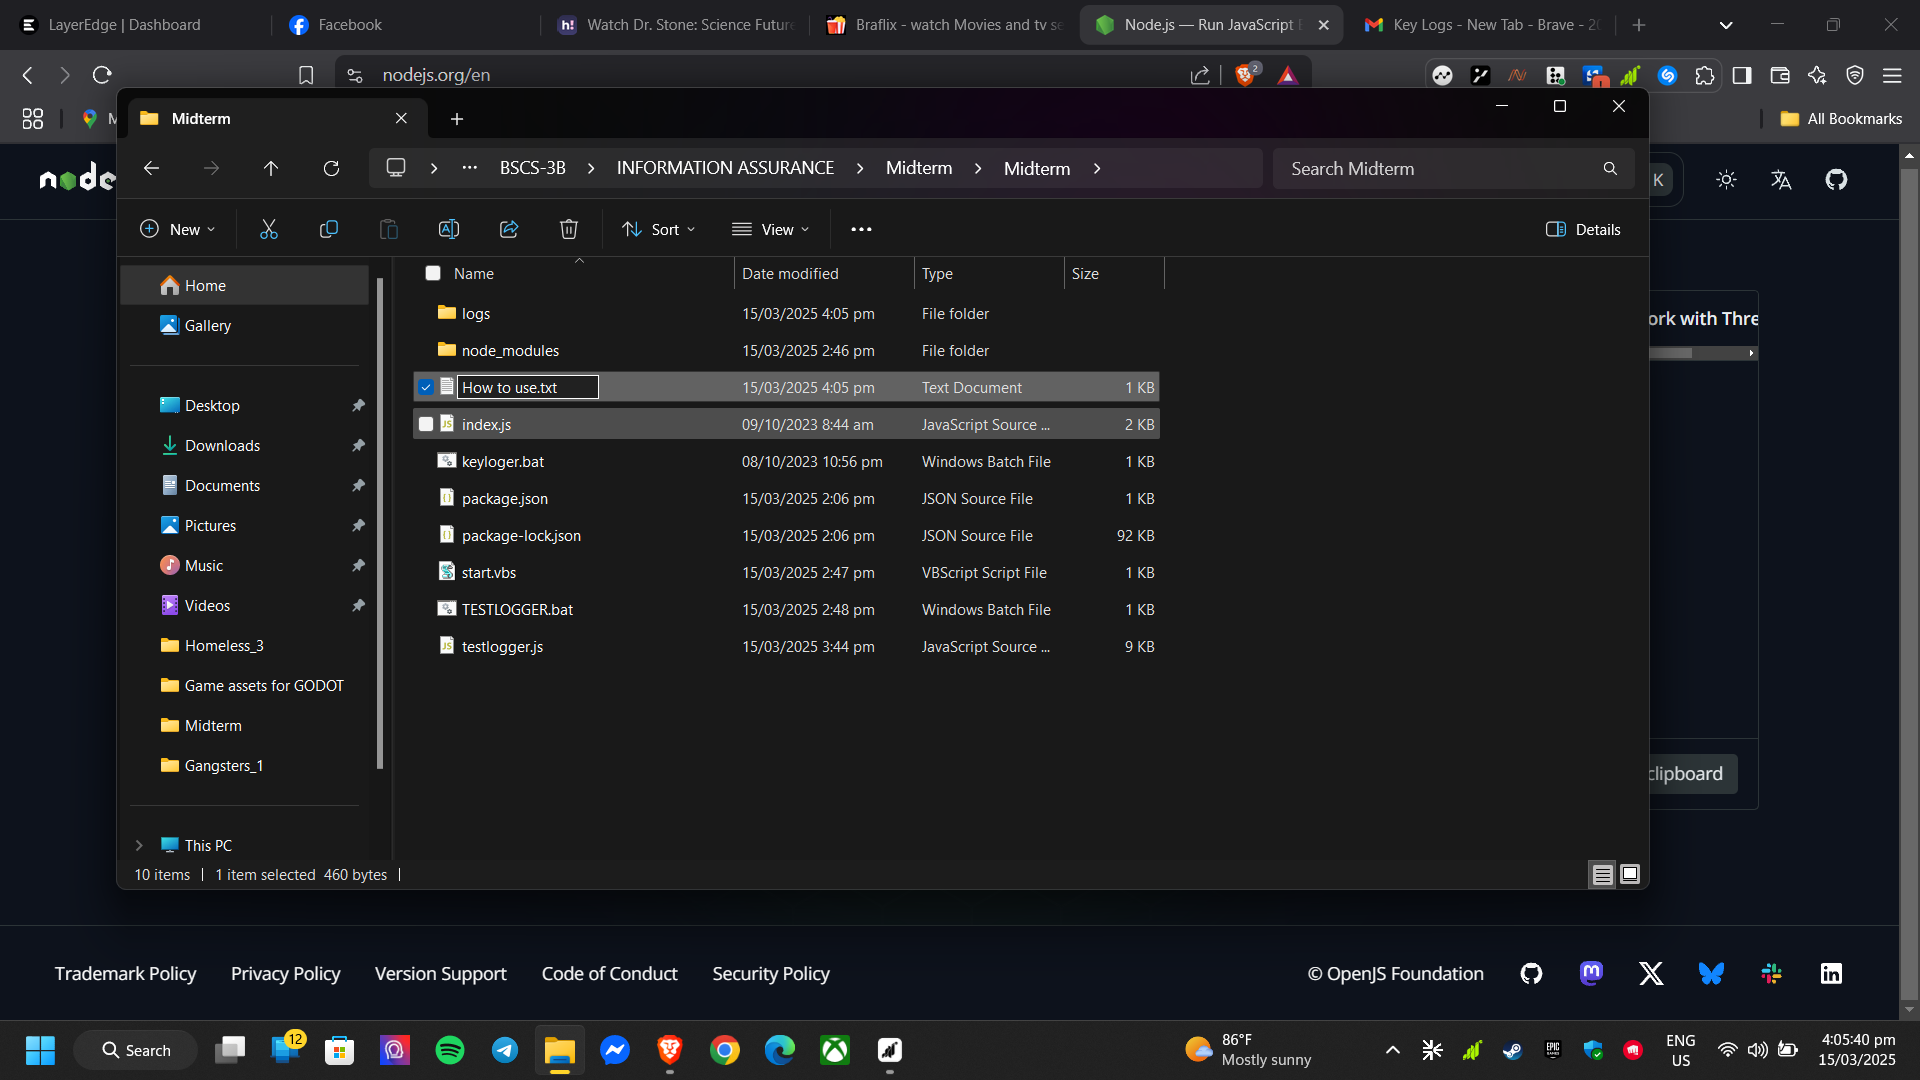 LayerEdge | Dashboard
Facebook
Watch Dr. Stone: Science Future
Braflix - watch Movies and tv se
Node.js — Run JavaScript E
Key Logs - New Tab - Brave - 20
nodejs.org/en
2
M
All Bookmarks
Midterm
BSCS-3B
INFORMATION ASSURANCE
Midterm
Midterm
Search Midterm
node
K
New
Sort
View
Details
Name
Date modified
Type
Size
Home
Gallery
Desktop
Downloads
Documents
Pictures
Music
Videos
Homeless_3
Game assets for GODOT
Midterm
Gangsters_1
This PC
logs 15/03/2025 4:05 pm File folder
node_modules 15/03/2025 2:46 pm File folder
How to use.txt 15/03/2025 4:05 pm Text Document 1 KB
index.js 09/10/2023 8:44 am JavaScript Source ... 2 KB
keyloger.bat 08/10/2023 10:56 pm Windows Batch File 1 KB
package.json 15/03/2025 2:06 pm JSON Source File 1 KB
package-lock.json 15/03/2025 2:06 pm JSON Source File 92 KB
start.vbs 15/03/2025 2:47 pm VBScript Script File 1 KB
TESTLOGGER.bat 15/03/2025 2:48 pm Windows Batch File 1 KB
testlogger.js 15/03/2025 3:44 pm JavaScript Source ... 9 KB
ork with Thre
clipboard
10 items
1 item selected 460 bytes
Trademark Policy
Privacy Policy
Version Support
Code of Conduct
Security Policy
© OpenJS Foundation
Search
12
86°F
Mostly sunny
ENG
US
4:05:40 pm
15/03/2025